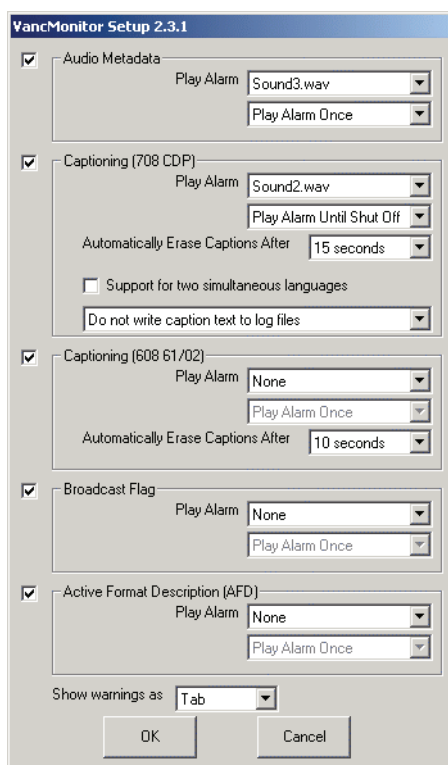 VancMonitor Setup 2.3.1
Audio Metadata
Play Alarm Sound3.wav
Play Alarm Once
Captioning (708 CDP)
Play Alarm Sound2.wav
Play Alarm Until Shut Off
Automatically Erase Captions After 15 seconds
Support for two simultaneous languages
Do not write caption text to log files
Captioning (608 61/02)
Play Alarm None
Play Alarm Once
Automatically Erase Captions After 10 seconds
Broadcast Flag
Play Alarm None
Play Alarm Once
Active Format Description (AFD)
Play Alarm None
Play Alarm Once
Show warnings as Tab
OK Cancel